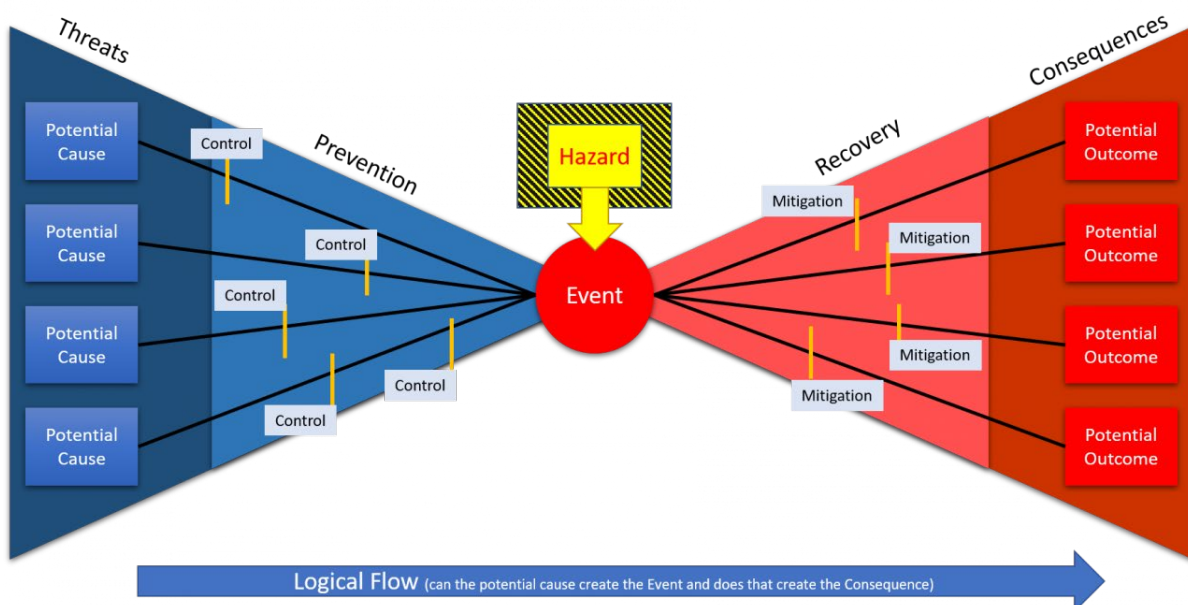 Threats
Prevention
Hazard
Recovery
Consequences
Potential
Cause
Potential
Cause
Potential
Cause
Potential
Cause
Control
Control
Control
Control
Control
Event
Mitigation
Mitigation
Mitigation
Mitigation
Potential
Outcome
Potential
Outcome
Potential
Outcome
Potential
Outcome
Logical Flow (can the potential cause create the Event and does that create the Consequence)